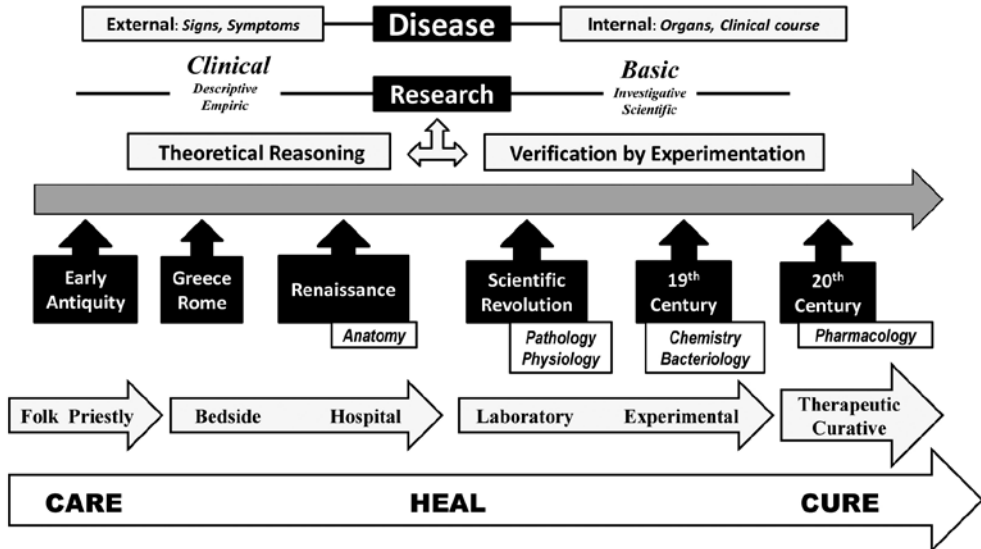 External: Signs, Symptoms
Disease
Internal: Organs, Clinical course
Clinical
Descriptive
Empiric
Research
Basic
Investigative
Scientific
Theoretical Reasoning
Verification by Experimentation
Early
Antiquity
Greece
Rome
Renaissance
Anatomy
Scientific
Revolution
Pathology
Physiology
19th
Century
Chemistry
Bacteriology
20th
Century
Pharmacology
Folk Priestly
Bedside Hospital
Laboratory Experimental
Therapeutic
Curative
CARE HEAL CURE